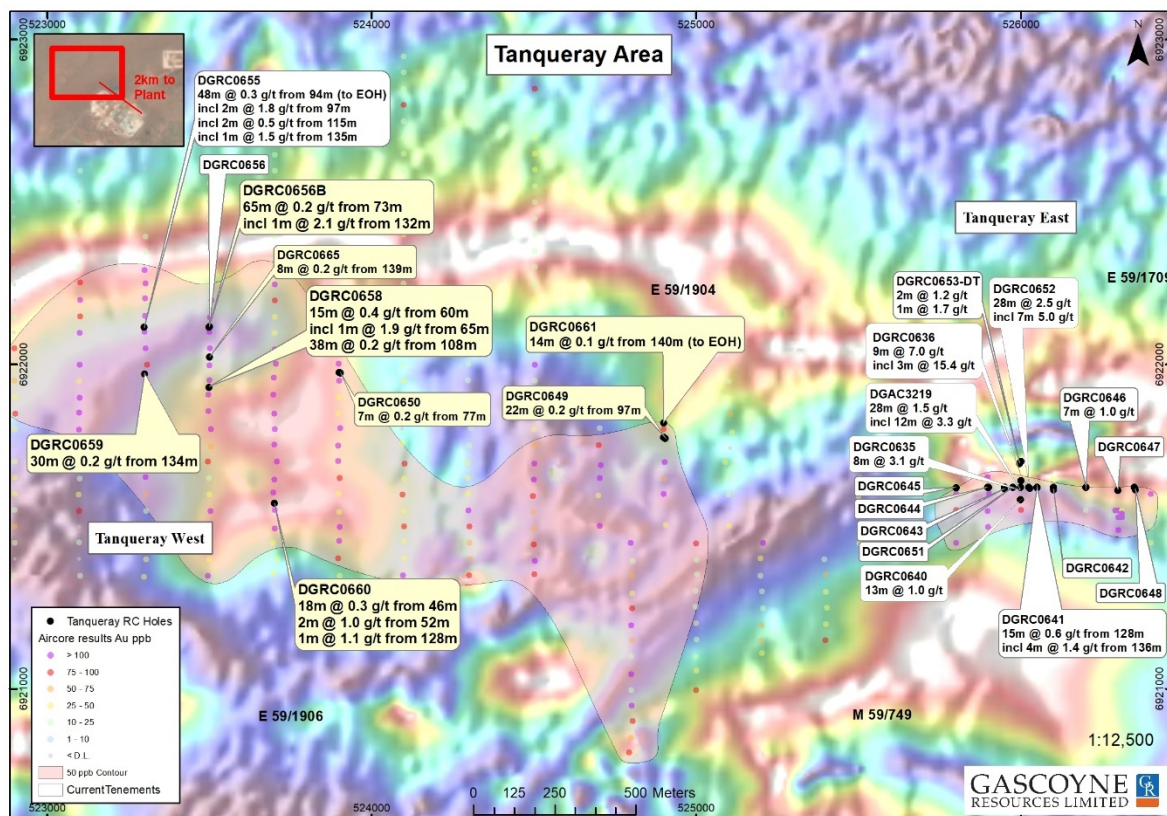 523000
524000
525000
526000
6923000
6923000
Tanqueray Area
N
2km to
Plant
DGRC0655
48m @ 0.3 g/t from 94m (to EOH)
incl 2m @ 1.8 g/t from 97m
incl 2m @ 0.5 g/t from 115m
incl 1m @ 1.5 g/t from 135m
DGRC0656
DGRC0656B
65m @ 0.2 g/t from 73m
incl 1m @ 2.1 g/t from 132m
DGRC0665
8m @ 0.2 g/t from 139m
DGRC0658
15m @ 0.4 g/t from 60m
incl 1m @ 1.9 g/t from 65m
38m @ 0.2 g/t from 108m
Tanqueray East
E 59/1904
E 59/1709
DGRC0653-DT
2m @ 1.2 g/t
1m @ 1.7 g/t
DGRC0652
28m @ 2.5 g/t
incl 7m 5.0 g/t
DGRC0661
14m @ 0.1 g/t from 140m (to EOH)
DGRC0636
9m @ 7.0 g/t
incl 3m @ 15.4 g/t
6922000
6922000
DGRC0650
7m @ 0.2 g/t from 77m
DGRC0649
22m @ 0.2 g/t from 97m
DGAC3219
28m @ 1.5 g/t
incl 12m @ 3.3 g/t
DGRC0646
7m @ 1.0 g/t
DGRC0659
30m @ 0.2 g/t from 134m
DGRC0635
8m @ 3.1 g/t
DGRC0647
DGRC0645
DGRC0644
DGRC0643
DGRC0651
Tanqueray West
DGRC0640
13m @ 1.0 g/t
DGRC0642
DGRC0648
DGRC0660
18m @ 0.3 g/t from 46m
2m @ 1.0 g/t from 52m
1m @ 1.1 g/t from 128m
DGRC0641
15m @ 0.6 g/t from 128m
incl 4m @ 1.4 g/t from 136m
6921000
6921000
Tanqueray RC Holes
Aircore results Au ppb
> 100
75 - 100
50 - 75
25 - 50
10 - 25
1 - 10
< D.L.
50 ppb Contour
Current Tenements
E 59/1906
M 59/749
1:12,500
0 125 250 500 Meters
GASCOYNE
RESOURCES LIMITED
GR
523000
524000
525000